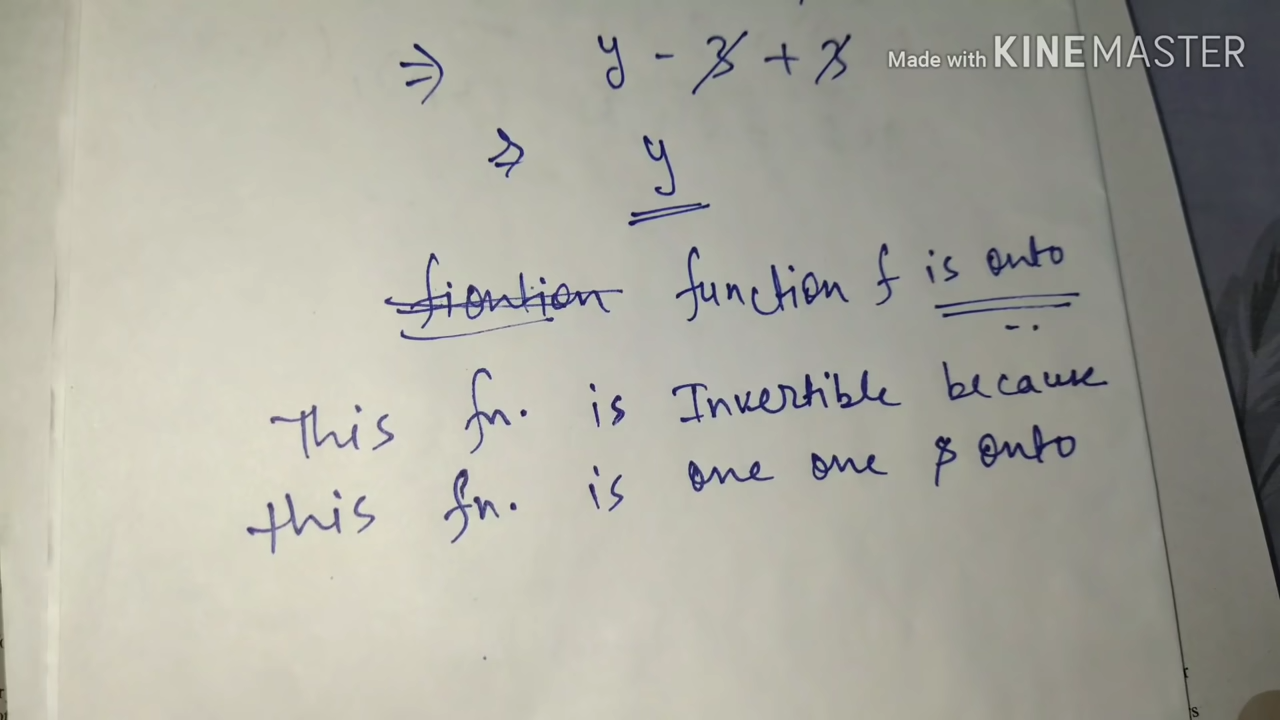 ⇒ y - 3 + 3
Made with KINEMASTER
⇒ y
fiontion function f is onto
This fn. is Invertible because
this fn. is one one & onto